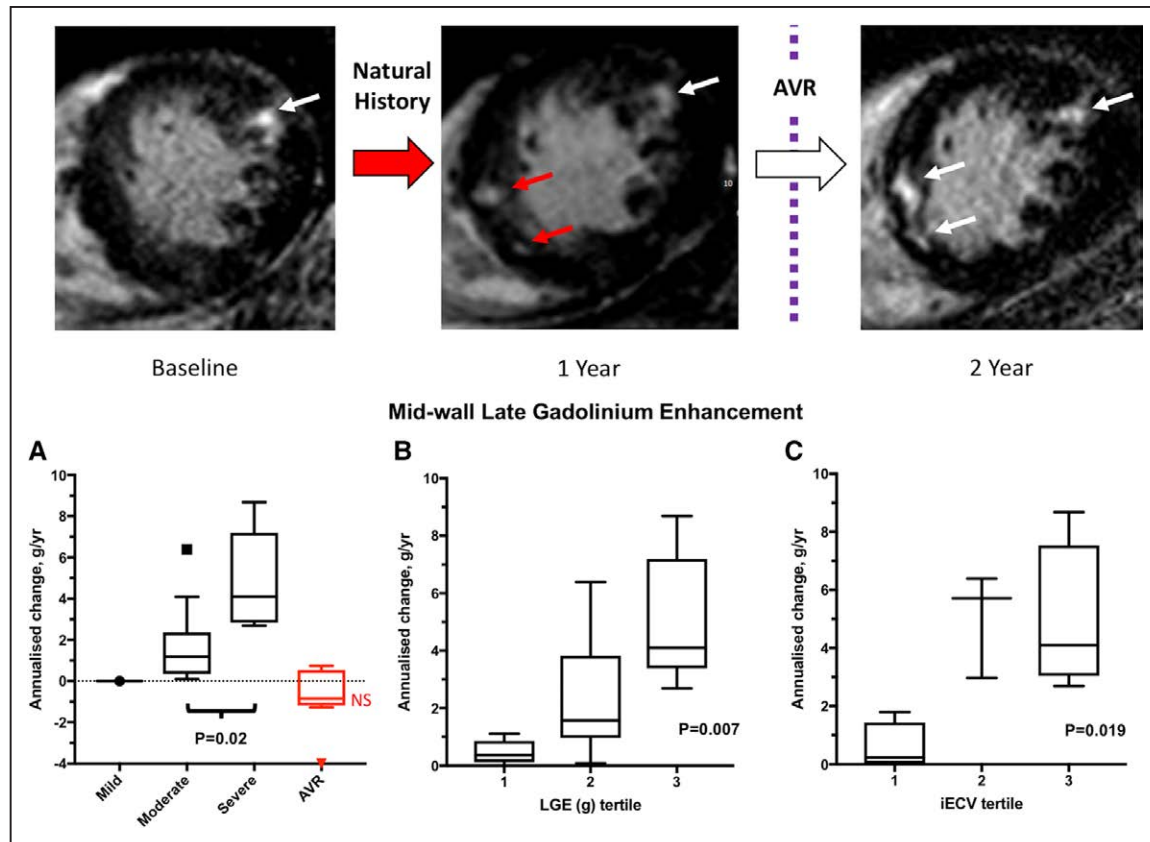 Natural
History
AVR
10
Baseline
1 Year
2 Year
Mid-wall Late Gadolinium Enhancement
A
Annualised change, g/yr
10
8
6
4
2
0
-2
-4
NS
P=0.02
Mild
Moderate
Severe
AVR
B
Annualised change, g/yr
10
8
6
4
2
0
P=0.007
1
2
3
LGE (g) tertile
C
Annualised change, g/yr
10
8
6
4
2
0
P=0.019
1
2
3
iECV tertile